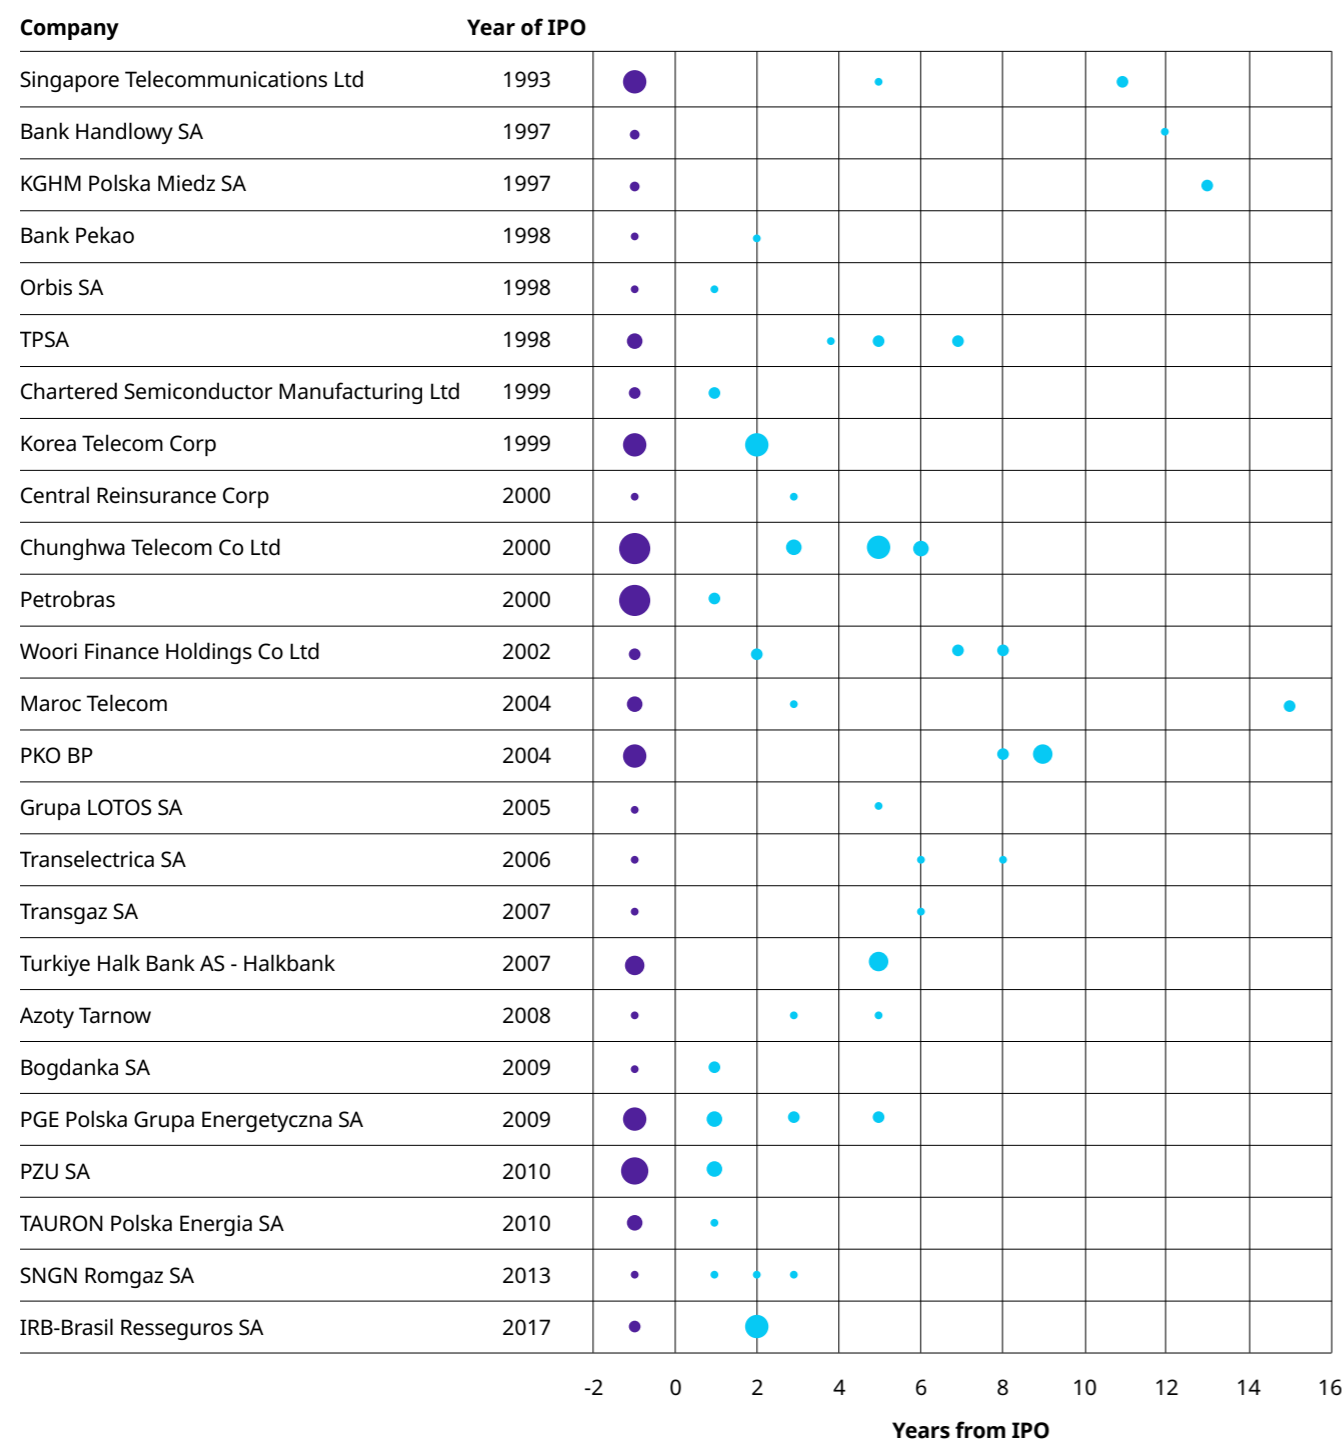 Company Year of IPO
Singapore Telecommunications Ltd 1993
Bank Handlowy SA 1997
KGHM Polska Miedz SA 1997
Bank Pekao 1998
Orbis SA 1998
TPSA 1998
Chartered Semiconductor Manufacturing Ltd 1999
Korea Telecom Corp 1999
Central Reinsurance Corp 2000
Chunghwa Telecom Co Ltd 2000
Petrobras 2000
Woori Finance Holdings Co Ltd 2002
Maroc Telecom 2004
PKO BP 2004
Grupa LOTOS SA 2005
Transelectrica SA 2006
Transgaz SA 2007
Turkiye Halk Bank AS - Halkbank 2007
Azoty Tarnow 2008
Bogdanka SA 2009
PGE Polska Grupa Energetyczna SA 2009
PZU SA 2010
TAURON Polska Energia SA 2010
SNGN Romgaz SA 2013
IRB-Brasil Resseguros SA 2017
-2 0 2 4 6 8 10 12 14 16
Years from IPO